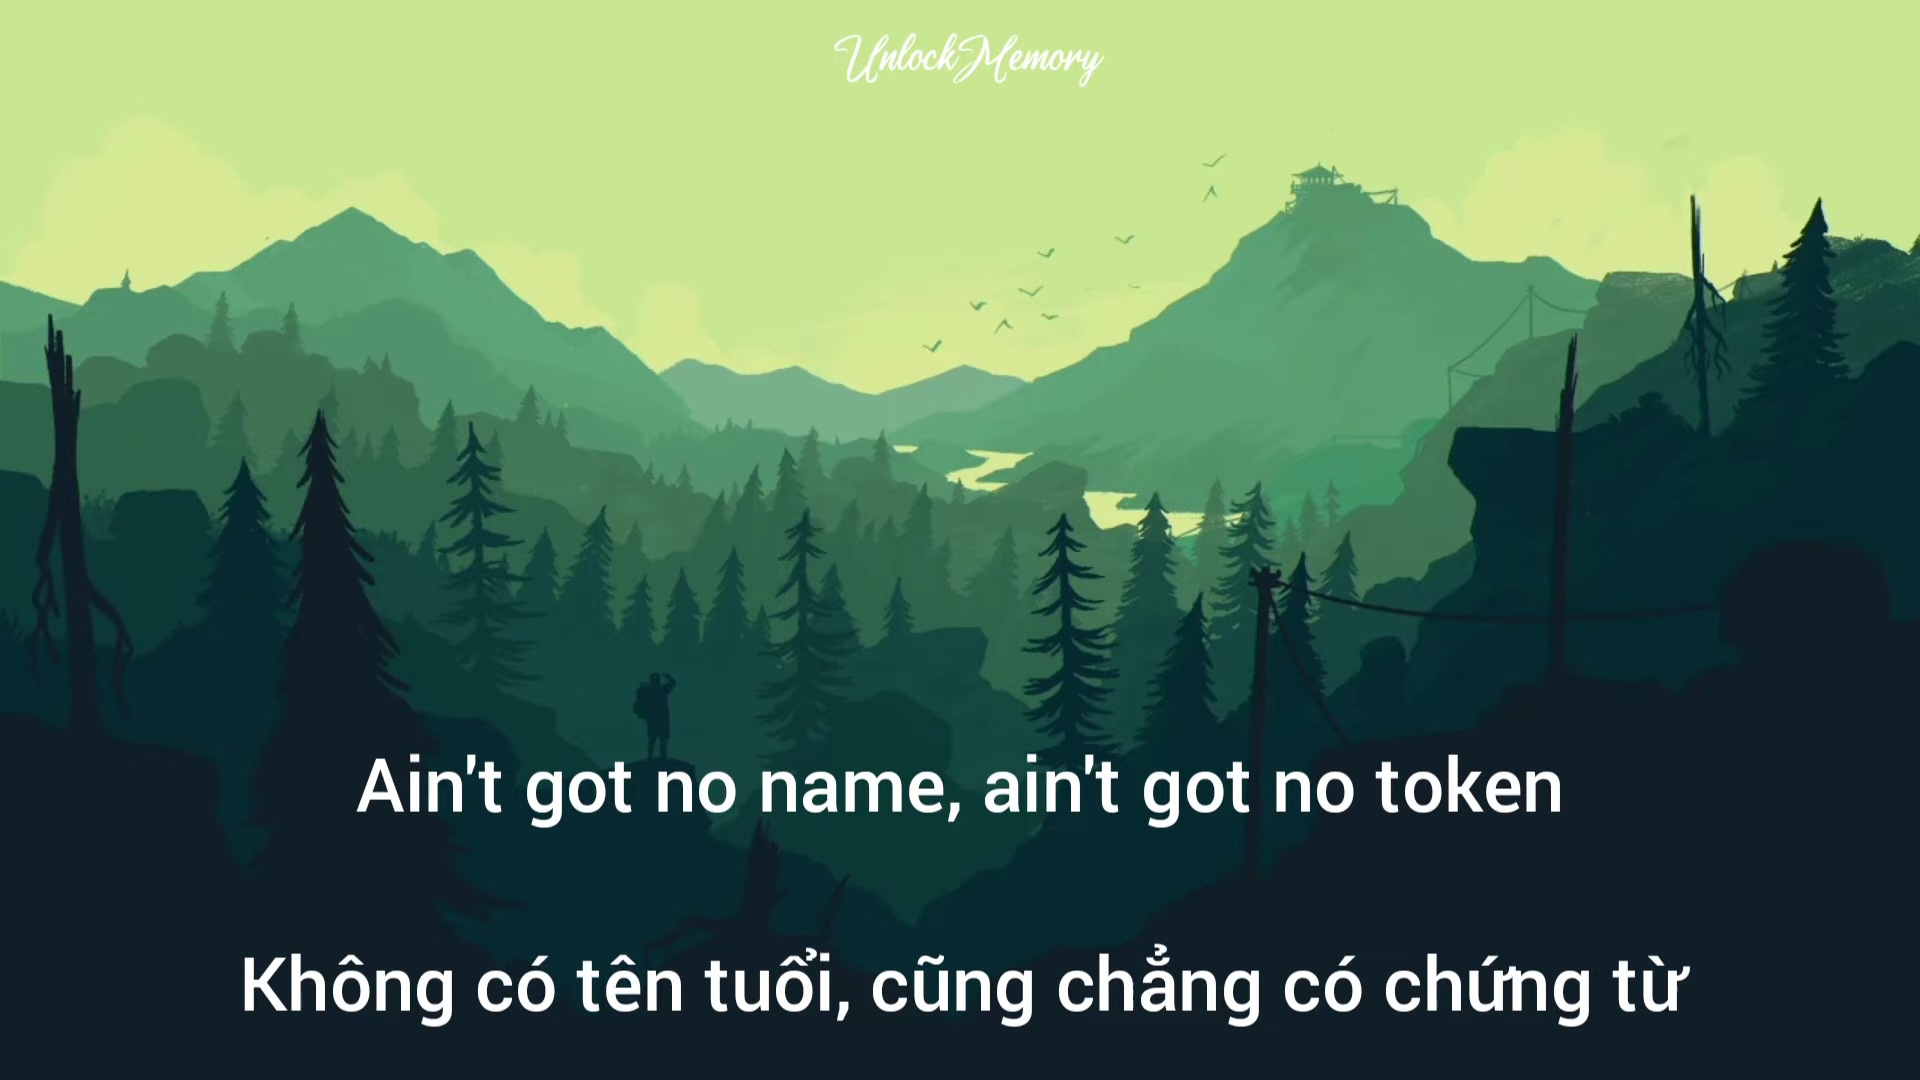 UnlockMemory
Ain't got no name, ain't got no token
Không có tên tuổi, cũng chẳng có chứng từ